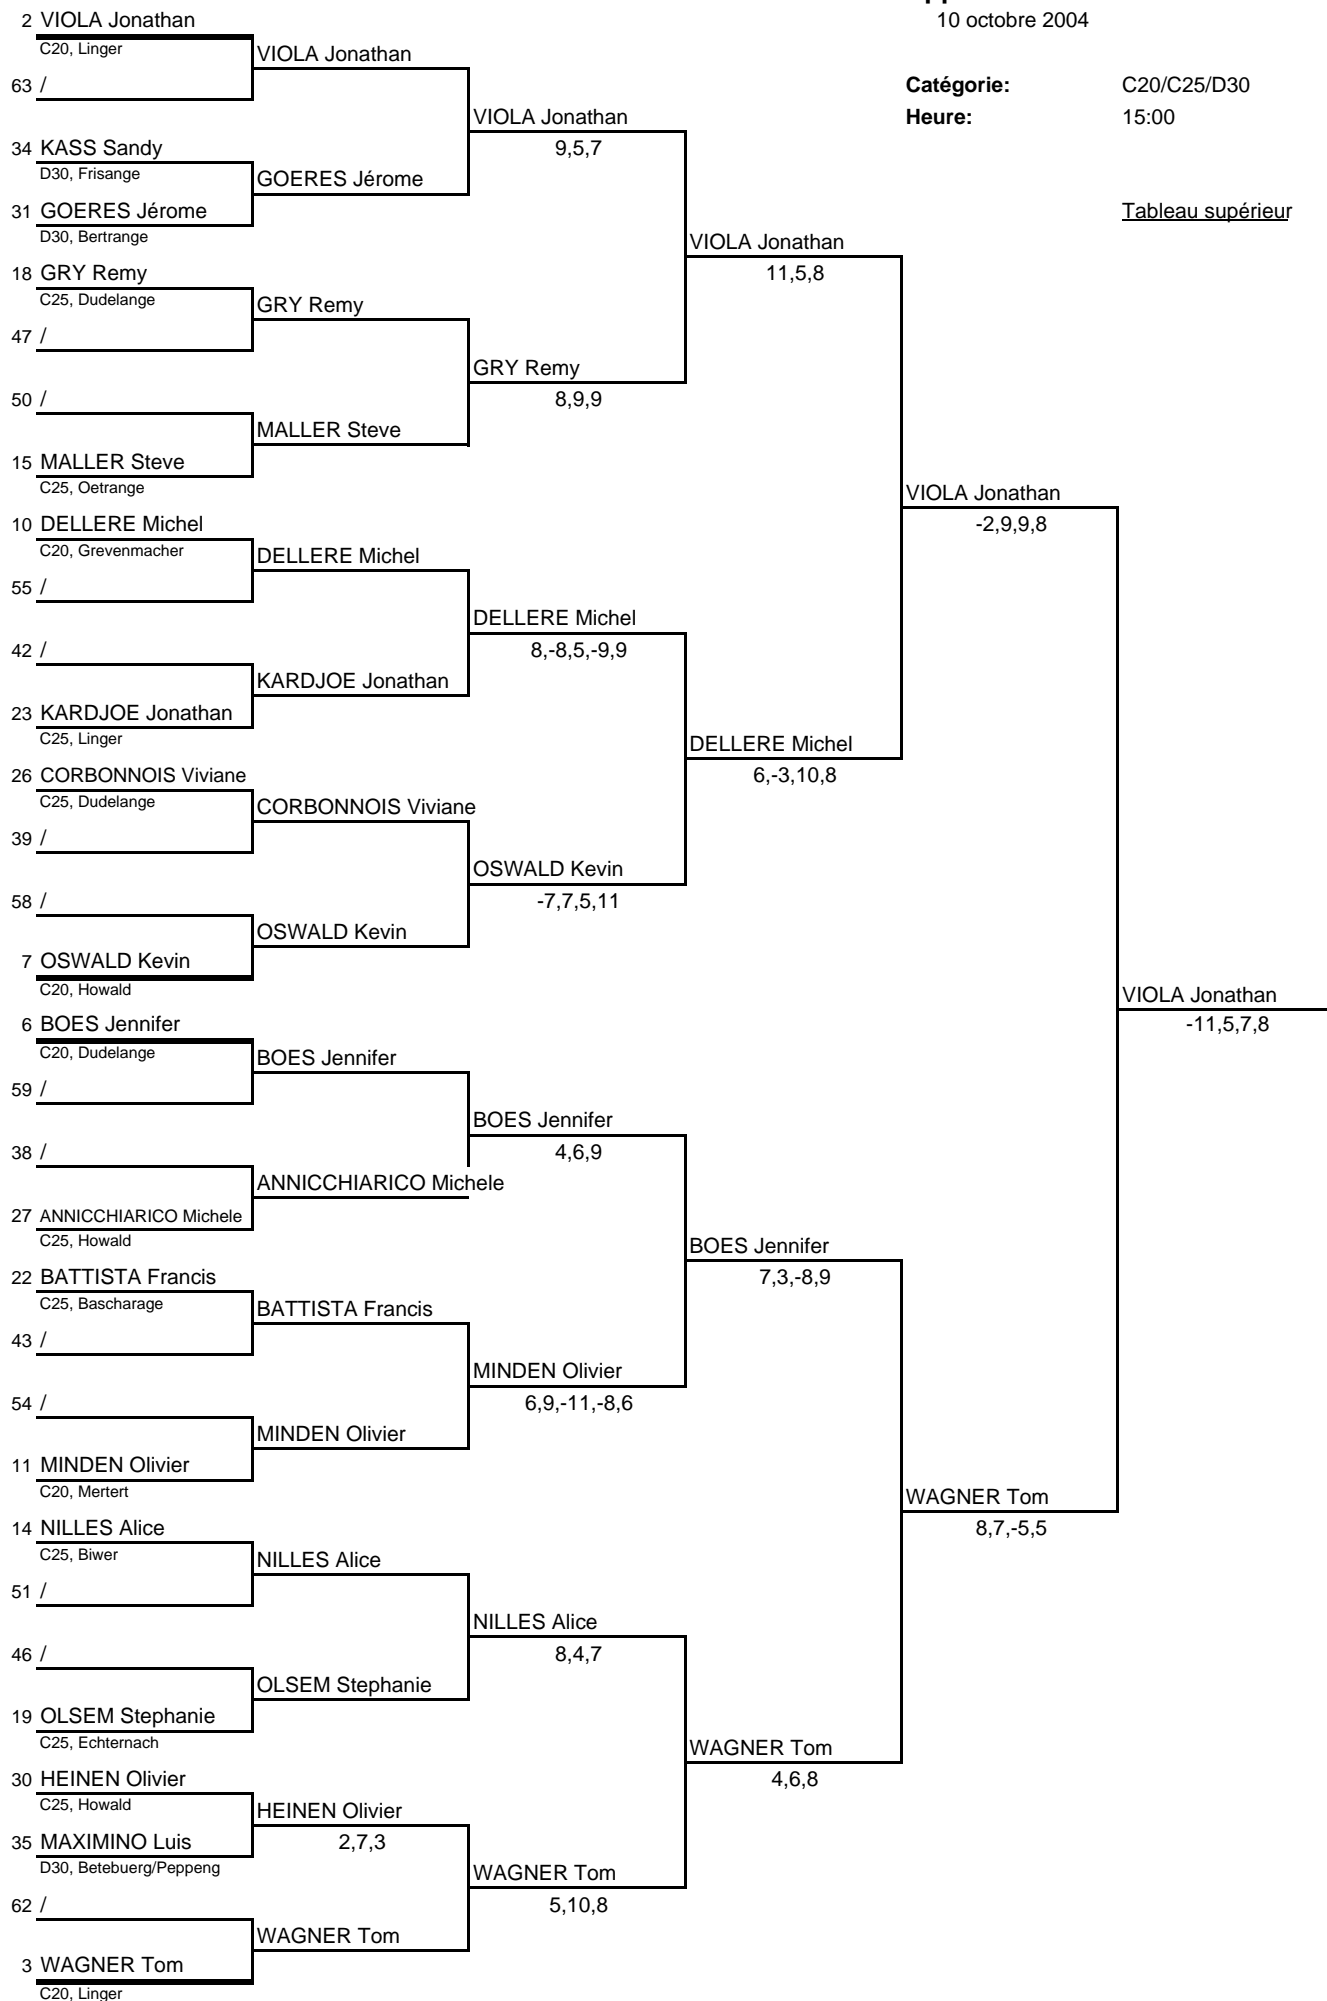 10 octobre 2004
Catégorie: C20/C25/D30
Heure: 15:00
Tableau supérieur
2 VIOLA Jonathan
C20, Linger
63 /
34 KASS Sandy
D30, Frisange
31 GOERES Jérome
D30, Bertrange
18 GRY Remy
C25, Dudelange
47 /
50 /
15 MALLER Steve
C25, Oetrange
10 DELLERE Michel
C20, Grevenmacher
55 /
42 /
23 KARDJOE Jonathan
C25, Linger
26 CORBONNOIS Viviane
C25, Dudelange
39 /
58 /
7 OSWALD Kevin
C20, Howald
6 BOES Jennifer
C20, Dudelange
59 /
38 /
27 ANNICCHIARICO Michele
C25, Howald
22 BATTISTA Francis
C25, Bascharage
43 /
54 /
11 MINDEN Olivier
C20, Mertert
14 NILLES Alice
C25, Biwer
51 /
46 /
19 OLSEM Stephanie
C25, Echternach
30 HEINEN Olivier
C25, Howald
35 MAXIMINO Luis
D30, Betebuerg/Peppeng
62 /
3 WAGNER Tom
C20, Linger
VIOLA Jonathan
GOERES Jérome
GRY Remy
MALLER Steve
DELLERE Michel
KARDJOE Jonathan
CORBONNOIS Viviane
OSWALD Kevin
BOES Jennifer
ANNICCHIARICO Michele
BATTISTA Francis
MINDEN Olivier
NILLES Alice
OLSEM Stephanie
HEINEN Olivier
2,7,3
WAGNER Tom
VIOLA Jonathan
9,5,7
GRY Remy
8,9,9
DELLERE Michel
8,-8,5,-9,9
OSWALD Kevin
-7,7,5,11
BOES Jennifer
4,6,9
MINDEN Olivier
6,9,-11,-8,6
NILLES Alice
8,4,7
WAGNER Tom
5,10,8
VIOLA Jonathan
11,5,8
DELLERE Michel
6,-3,10,8
BOES Jennifer
7,3,-8,9
WAGNER Tom
4,6,8
VIOLA Jonathan
-2,9,9,8
WAGNER Tom
8,7,-5,5
VIOLA Jonathan
-11,5,7,8